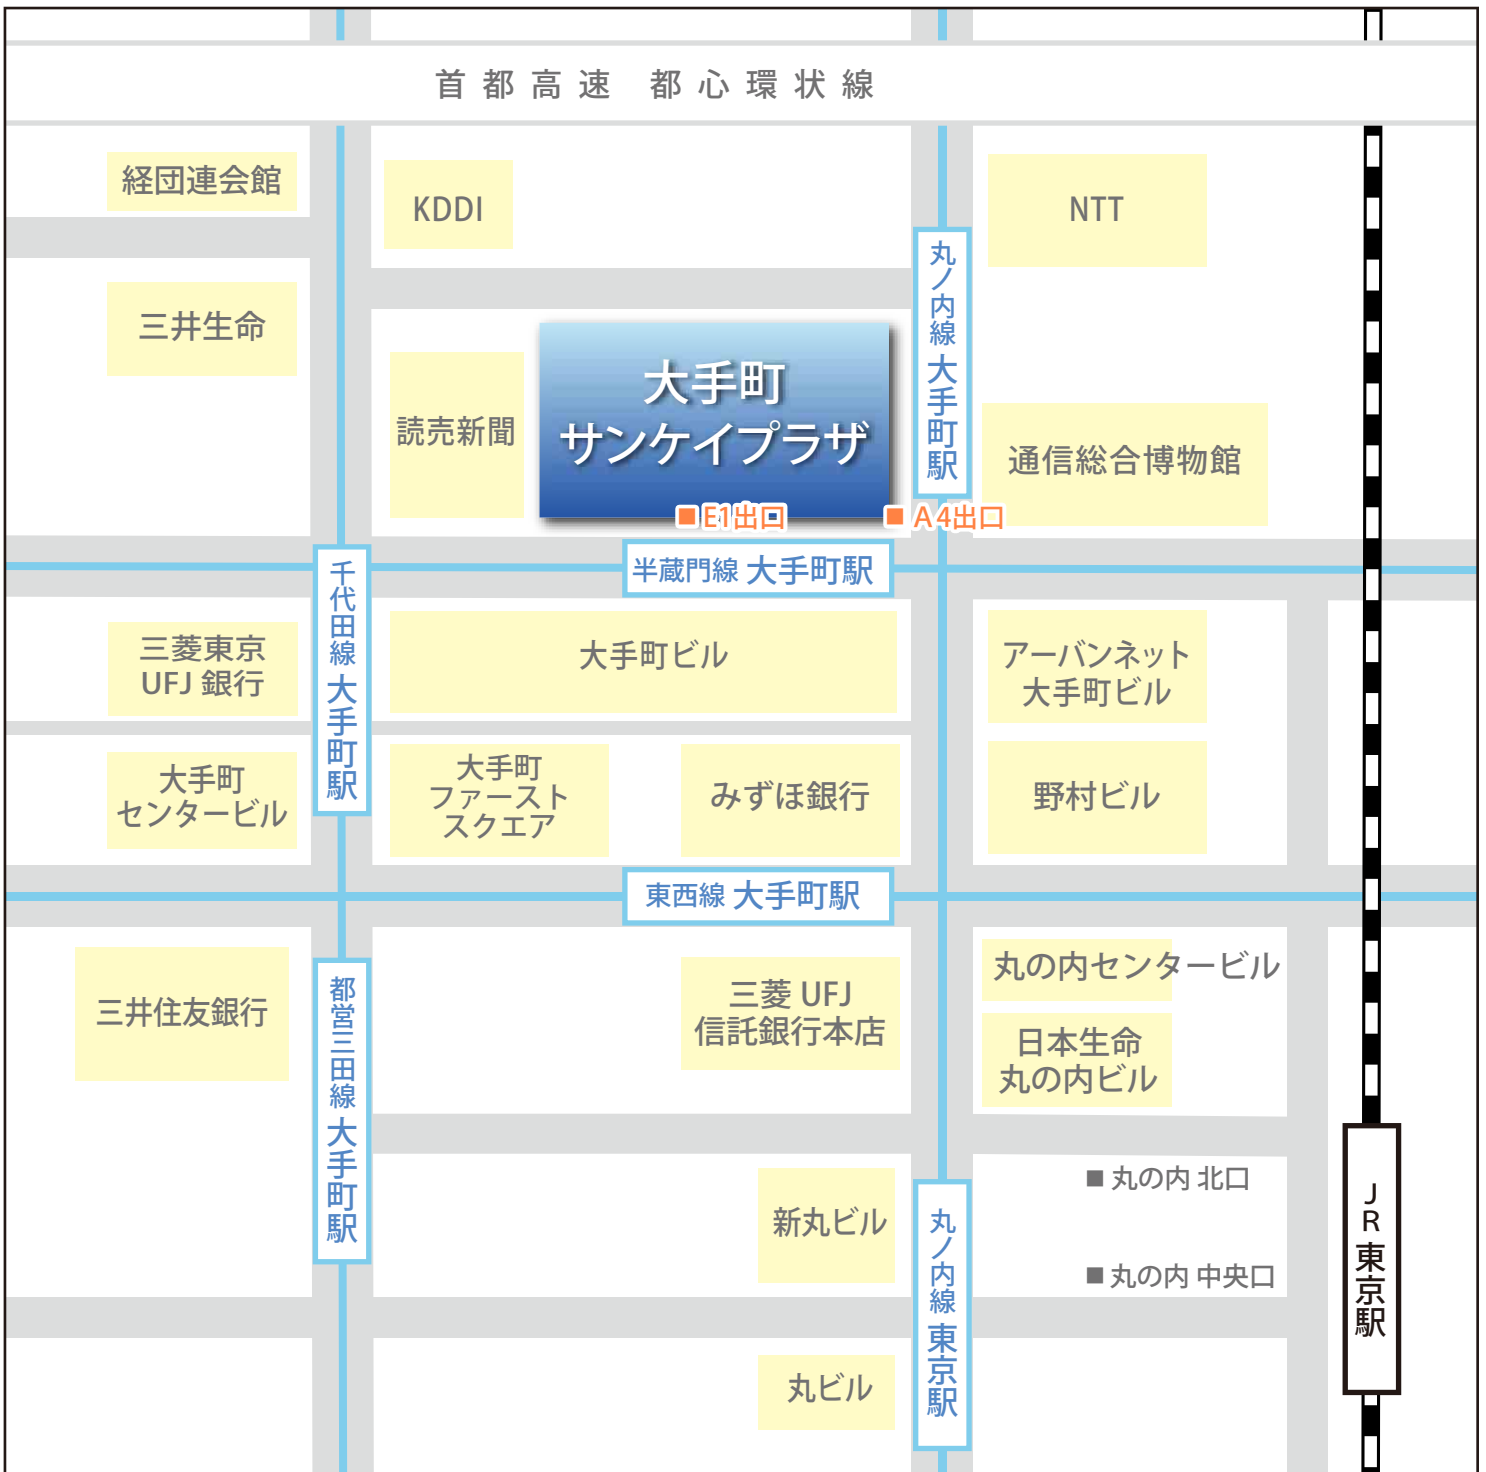 首都高速 都心環状線
経団連会館
KDDI
NTT
三井生命
読売新聞
大手町
サンケイプラザ
丸ノ内線 大手町駅
通信総合博物館
■ E1出口
■ A4出口
半蔵門線 大手町駅
千代田線 大手町駅
三菱東京
UFJ 銀行
大手町ビル
アーバンネット
大手町ビル
大手町
センタービル
大手町
ファースト
スクエア
みずほ銀行
野村ビル
東西線 大手町駅
三井住友銀行
都営三田線 大手町駅
三菱 UFJ
信託銀行本店
丸の内センタービル
日本生命
丸の内ビル
新丸ビル
丸ノ内線 東京駅
■ 丸の内 北口
■ 丸の内 中央口
JR 東京駅
丸ビル